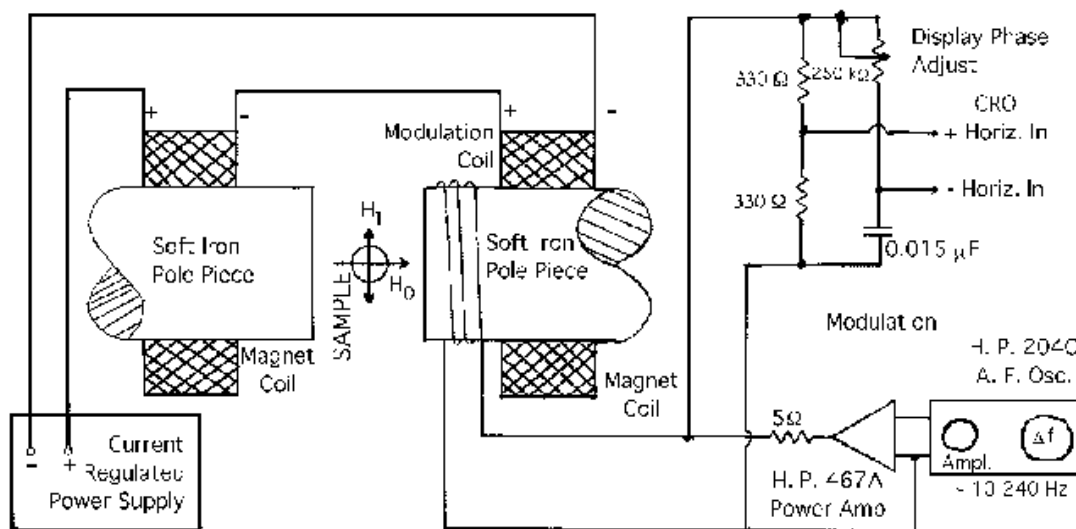 Display Phase
Adjust
330 Ω
250 kΩ
CRO
+ Horiz. In
- Horiz. In
330 Ω
0.015 µF
+
-
+
-
Modulation
Coil
Soft Iron
Pole Piece
H1
H0
SAMPLE
Soft Iron
Pole Piece
Magnet
Coil
Magnet
Coil
Modulation
H. P. 204C
A. F. Osc.
5Ω
Δf
Ampl.
~ 10 240 Hz
H. P. 467A
Power Amp
- +
Current
Regulated
Power Supply